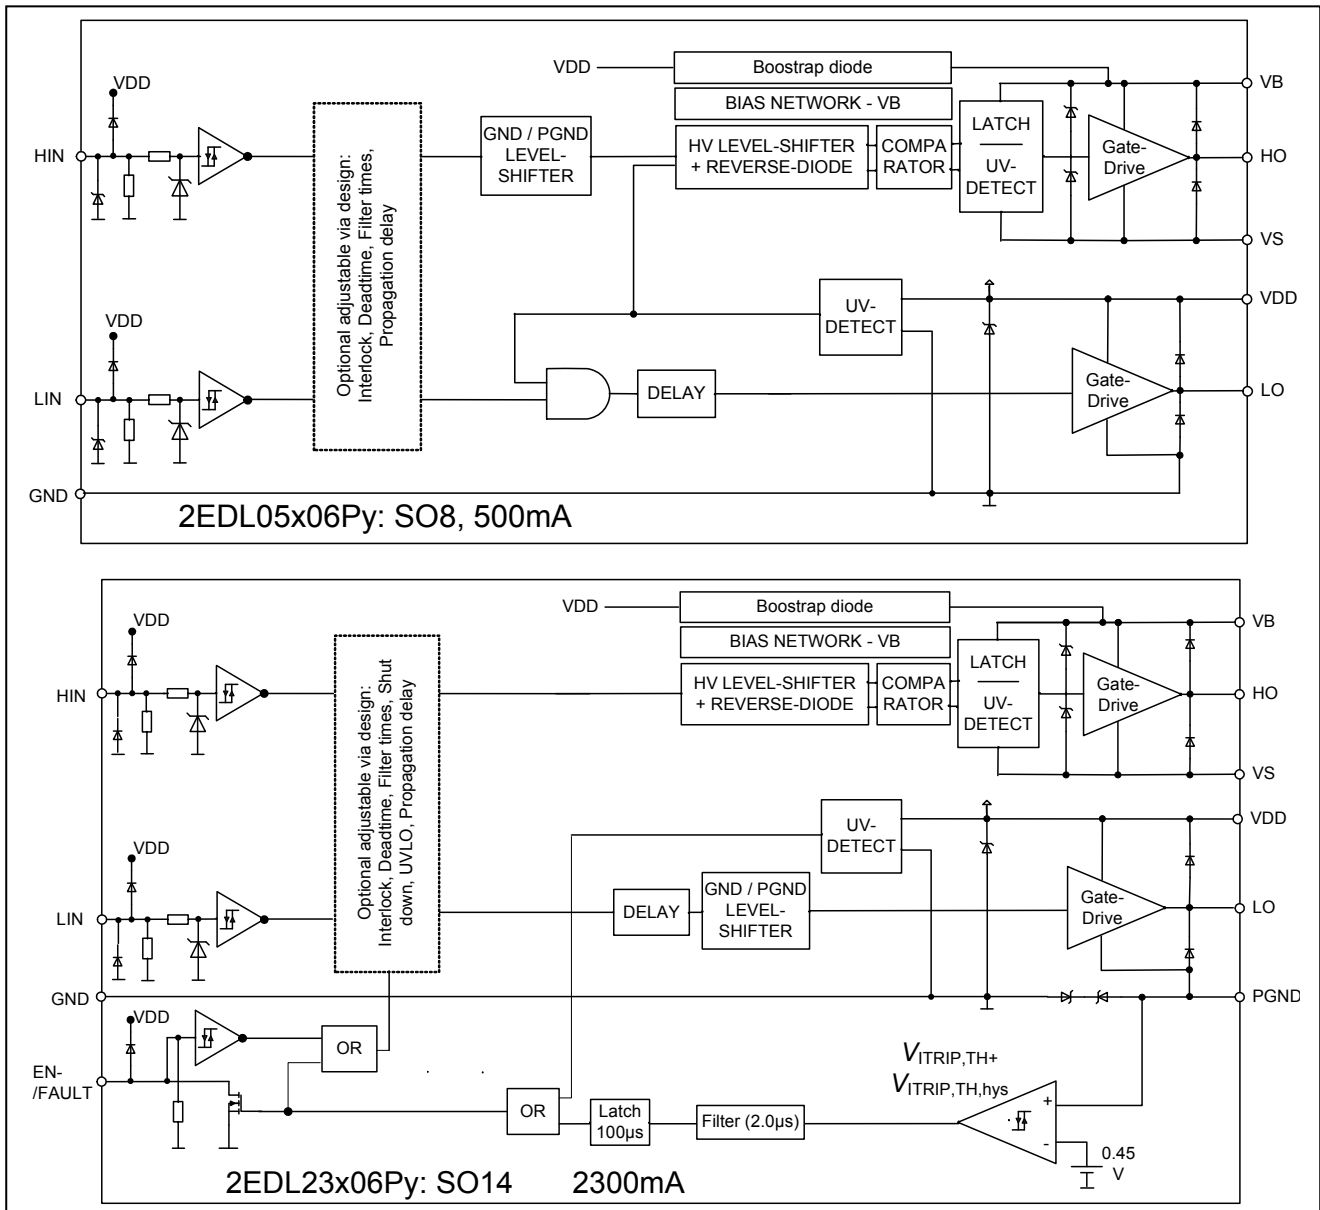 VDD
Boostrap diode
BIAS NETWORK - VB
VDD
HIN
Optional adjustable via design:
Interlock, Deadtime, Filter times,
Propagation delay
GND / PGND
LEVEL-
SHIFTER
HV LEVEL-SHIFTER
+ REVERSE-DIODE
COMPA
RATOR
LATCH
UV-
DETECT
Gate-
Drive
VB
HO
VS
VDD
UV-
DETECT
VDD
LIN
DELAY
Gate-
Drive
LO
GND
2EDL05x06Py: SO8, 500mA
VDD
Boostrap diode
BIAS NETWORK - VB
VDD
HIN
Optional adjustable via design:
Interlock, Deadtime, Filter times, Shut
down, UVLO, Propagation delay
HV LEVEL-SHIFTER
+ REVERSE-DIODE
COMPA
RATOR
LATCH
UV-
DETECT
Gate-
Drive
VB
HO
VS
VDD
UV-
DETECT
VDD
LIN
DELAY
GND / PGND
LEVEL-
SHIFTER
Gate-
Drive
LO
GND
PGND
VDD
EN-
/FAULT
OR
OR
Latch
100µs
Filter (2.0µs)
VITRIP,TH+
VITRIP,TH,hys
+
-
0.45
V
2EDL23x06Py: SO14 2300mA